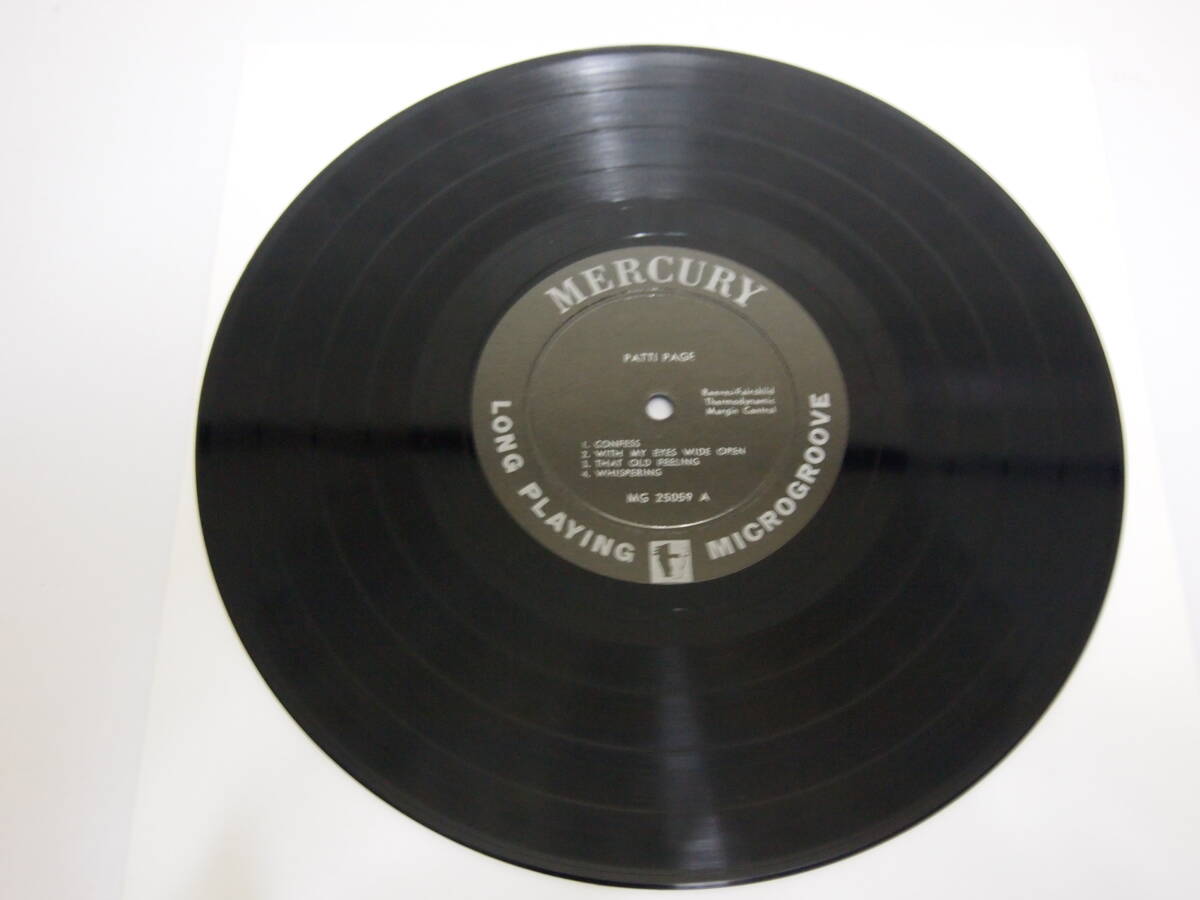 MERCURY
PATTI PAGE
Reeves-Fairchild
Thermodynamic
Margin Control
1. CONFESS
2. WITH MY EYES WIDE OPEN
3. THAT OLD FEELING
4. WHISPERING
MG 25059 A
LONG PLAYING MICROGROOVE